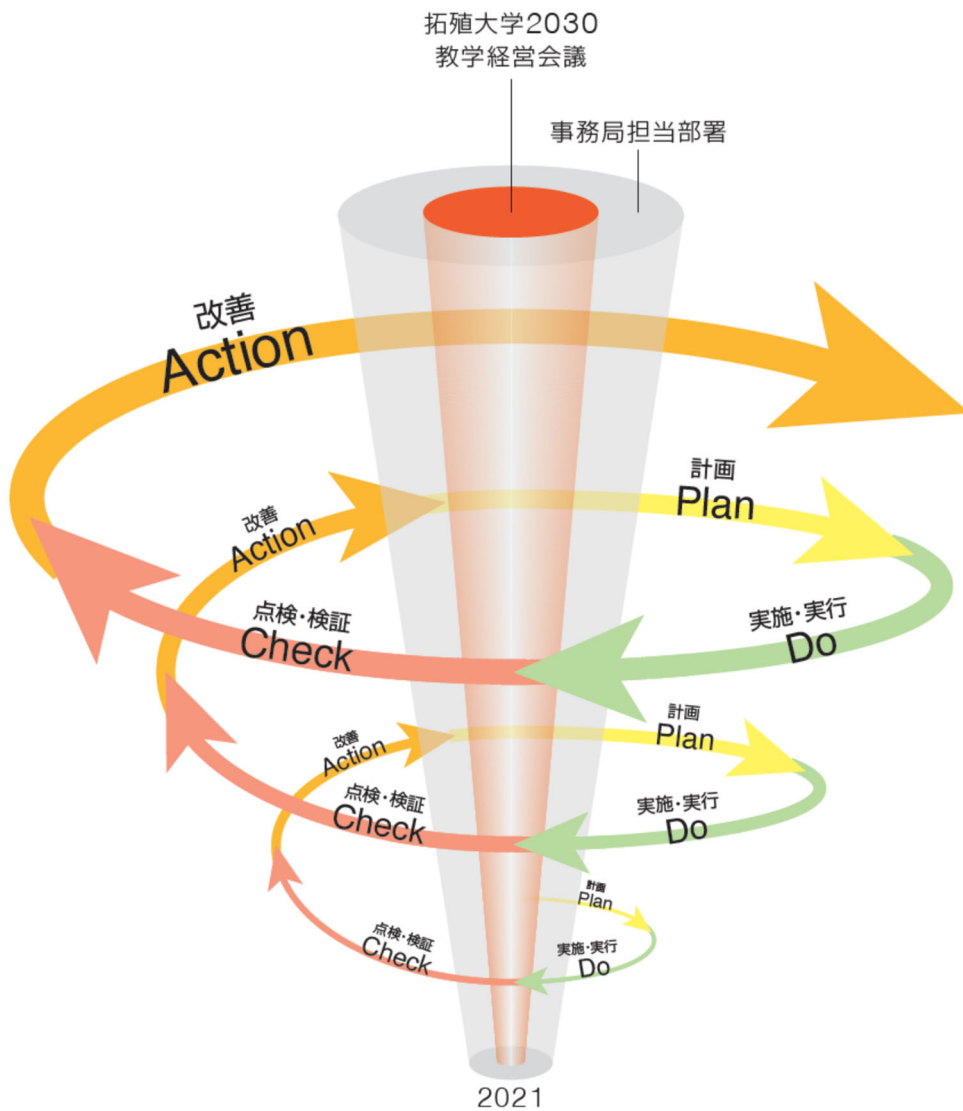 拓殖大学2030
教学経営会議
事務局担当部署
改善
Action
計画
Plan
改善
Action
点検・検証
Check
実施・実行
Do
計画
Plan
改善
Action
点検・検証
Check
実施・実行
Do
計画
Plan
点検・検証
Check
実施・実行
Do
2021